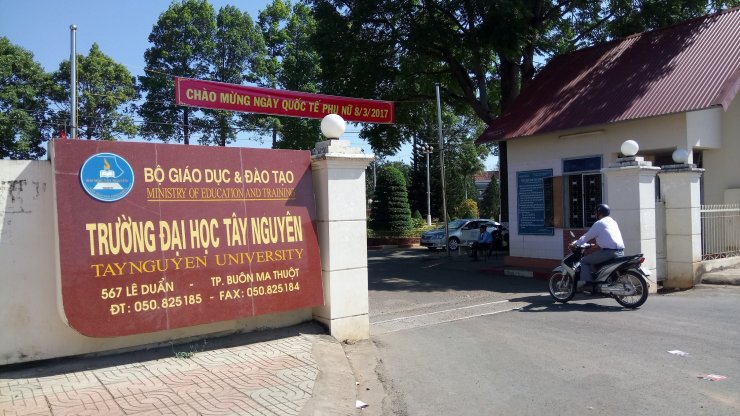 CHÀO MỪNG NGÀY QUỐC TẾ PHỤ NỮ 8/3/2017
BỘ GIÁO DỤC & ĐÀO TẠO
MINISTRY OF EDUCATION AND TRAINING
TRƯỜNG ĐẠI HỌC TÂY NGUYÊN
TAYNGUYEN UNIVERSITY
567 LÊ DUẨN - TP. BUÔN MA THUỘT
ĐT: 050.825185 - FAX: 050.825184